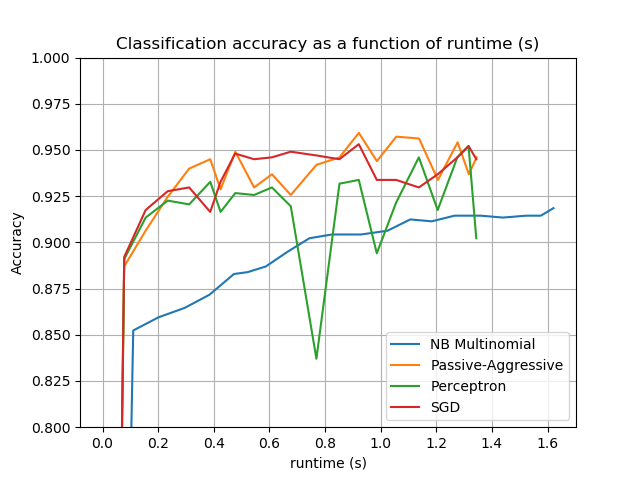 Classification accuracy as a function of runtime (s)
1.000
0.975
0.950
0.925
0.900
0.875
0.850
0.825
0.800
Accuracy
NB Multinomial
Passive-Aggressive
Perceptron
SGD
0.0 0.2 0.4 0.6 0.8 1.0 1.2 1.4 1.6
runtime (s)